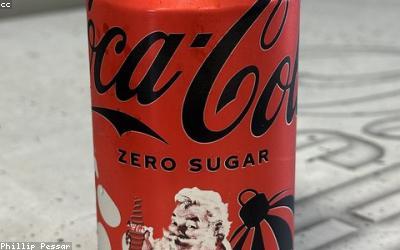 cc
Coca-Cola
ZERO SUGAR
Phillip Pessar